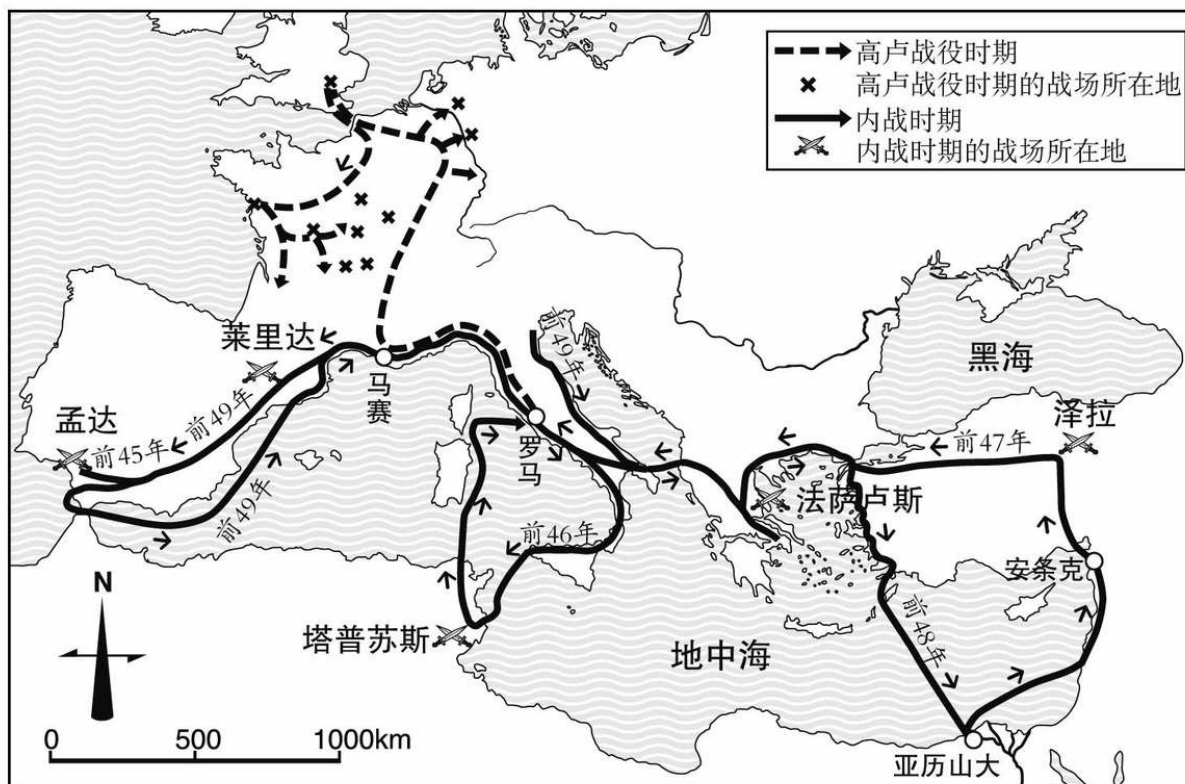 高卢战役时期
高卢战役时期的战场所在地
内战时期
内战时期的战场所在地
莱里达
马赛
前49年
黑海
孟达
前45年
前49年
罗马
泽拉
前47年
前49年
法萨卢斯
前46年
安条克
N
塔普苏斯
地中海
前48年
0 500 1000km
亚历山大